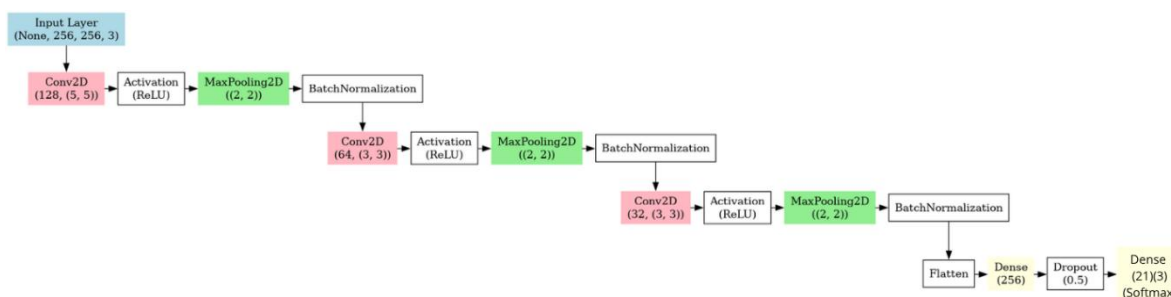 Input Layer
(None, 256, 256, 3)
Conv2D
(128, (5, 5))
Activation
(ReLU)
MaxPooling2D
((2, 2))
BatchNormalization
Conv2D
(64, (3, 3))
Activation
(ReLU)
MaxPooling2D
((2, 2))
BatchNormalization
Conv2D
(32, (3, 3))
Activation
(ReLU)
MaxPooling2D
((2, 2))
BatchNormalization
Flatten
Dense
(256)
Dropout
(0.5)
Dense
(21)(3)
(Softmax